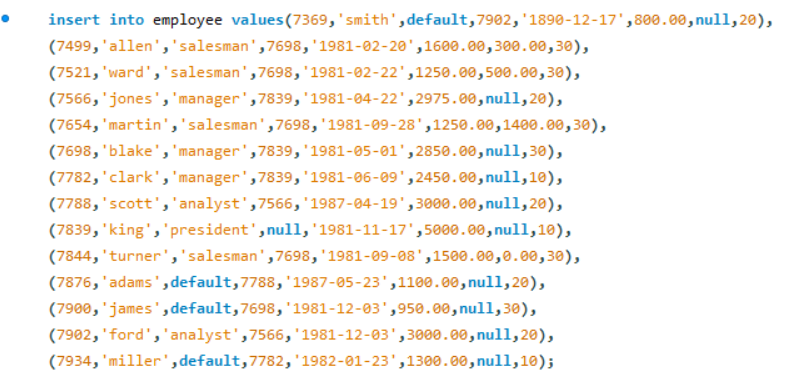 insert into employee values(7369,'smith',default,7902,'1890-12-17',800.00,null,20),
(7499,'allen','salesman',7698,'1981-02-20',1600.00,300.00,30),
(7521,'ward','salesman',7698,'1981-02-22',1250.00,500.00,30),
(7566,'jones','manager',7839,'1981-04-22',2975.00,null,20),
(7654,'martin','salesman',7698,'1981-09-28',1250.00,1400.00,30),
(7698,'blake','manager',7839,'1981-05-01',2850.00,null,30),
(7782,'clark','manager',7839,'1981-06-09',2450.00,null,10),
(7788,'scott','analyst',7566,'1987-04-19',3000.00,null,20),
(7839,'king','president',null,'1981-11-17',5000.00,null,10),
(7844,'turner','salesman',7698,'1981-09-08',1500.00,0.00,30),
(7876,'adams',default,7788,'1987-05-23',1100.00,null,20),
(7900,'james',default,7698,'1981-12-03',950.00,null,30),
(7902,'ford','analyst',7566,'1981-12-03',3000.00,null,20),
(7934,'miller',default,7782,'1982-01-23',1300.00,null,10);